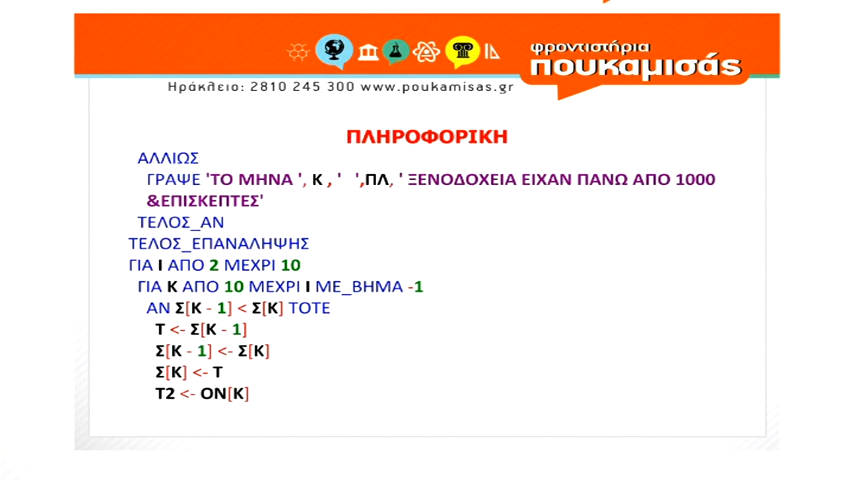 φροντιστήρια
πουκαμισάς
Ηράκλειο: 2810 245 300 www.poukamisas.gr
ΠΛΗΡΟΦΟΡΙΚΗ
ΑΛΛΙΩΣ
ΓΡΑΨΕ 'ΤΟ ΜΗΝΑ ', Κ , '   ',ΠΛ, ' ΞΕΝΟΔΟΧΕΙΑ ΕΙΧΑΝ ΠΑΝΩ ΑΠΟ 1000
&ΕΠΙΣΚΕΠΤΕΣ'
ΤΕΛΟΣ_ΑΝ
ΤΕΛΟΣ_ΕΠΑΝΑΛΗΨΗΣ
ΓΙΑ Ι ΑΠΟ 2 ΜΕΧΡΙ 10
ΓΙΑ Κ ΑΠΟ 10 ΜΕΧΡΙ Ι ΜΕ_ΒΗΜΑ -1
ΑΝ Σ[Κ - 1] < Σ[Κ] ΤΟΤΕ
Τ <- Σ[Κ - 1]
Σ[Κ - 1] <- Σ[Κ]
Σ[Κ] <- Τ
Τ2 <- ΟΝ[Κ]